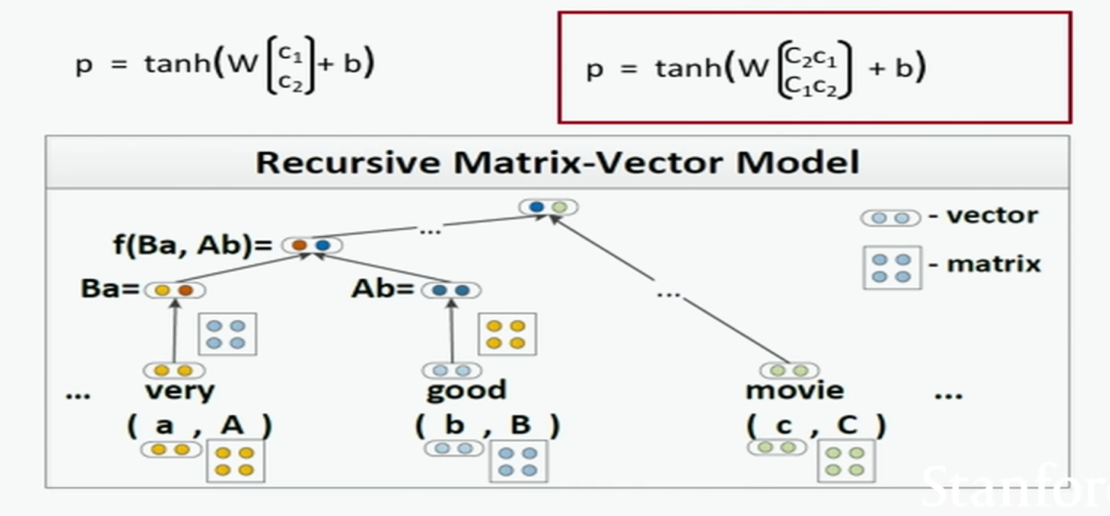 p = tanh(W [c₁ c₂] + b)
p = tanh(W [C₂c₁ C₁c₂] + b)
Recursive Matrix-Vector Model
- vector
- matrix
...
f(Ba, Ab)=
Ba=
Ab=
...
... very good movie ...
( a , A ) ( b , B ) ( c , C )
Stanfor